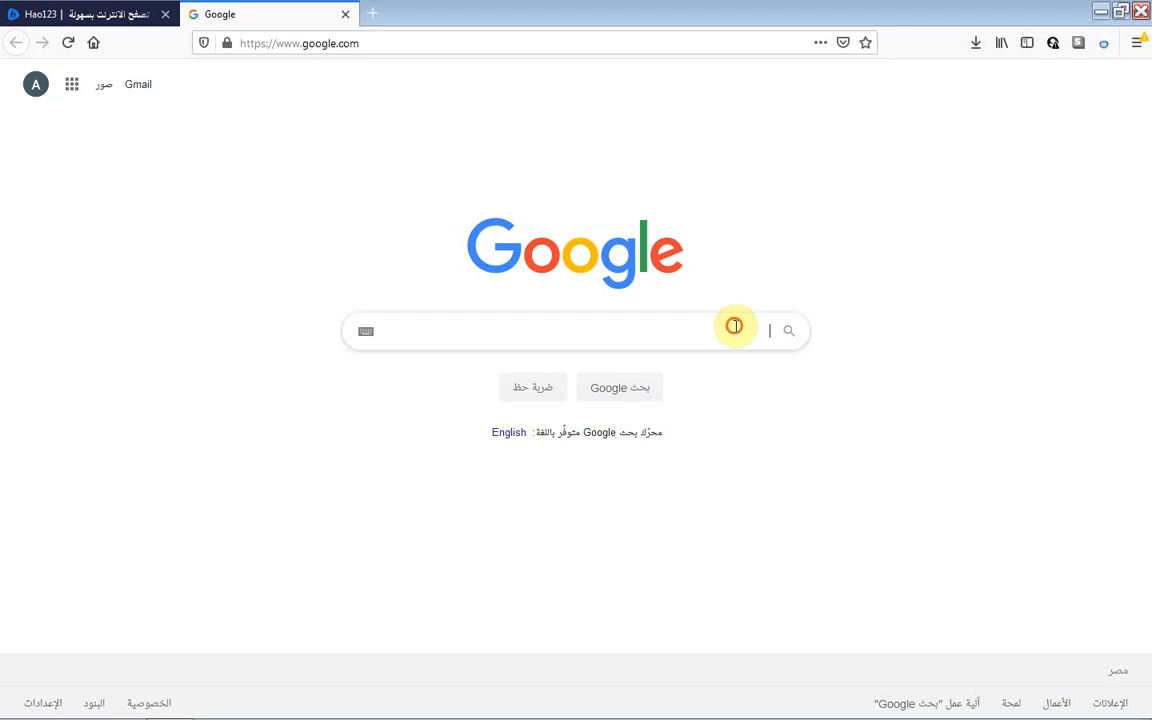 Hao123 | تصفح الانترنت بسهولة
Google
https://www.google.com
A
صور
Gmail
Google
بحث Google
ضربة حظ
محرّك بحث Google متوفّر باللغة: English
مصر
الإعلانات
الأعمال
لمحة
آلية عمل "بحث Google"
الخصوصية
البنود
الإعدادات